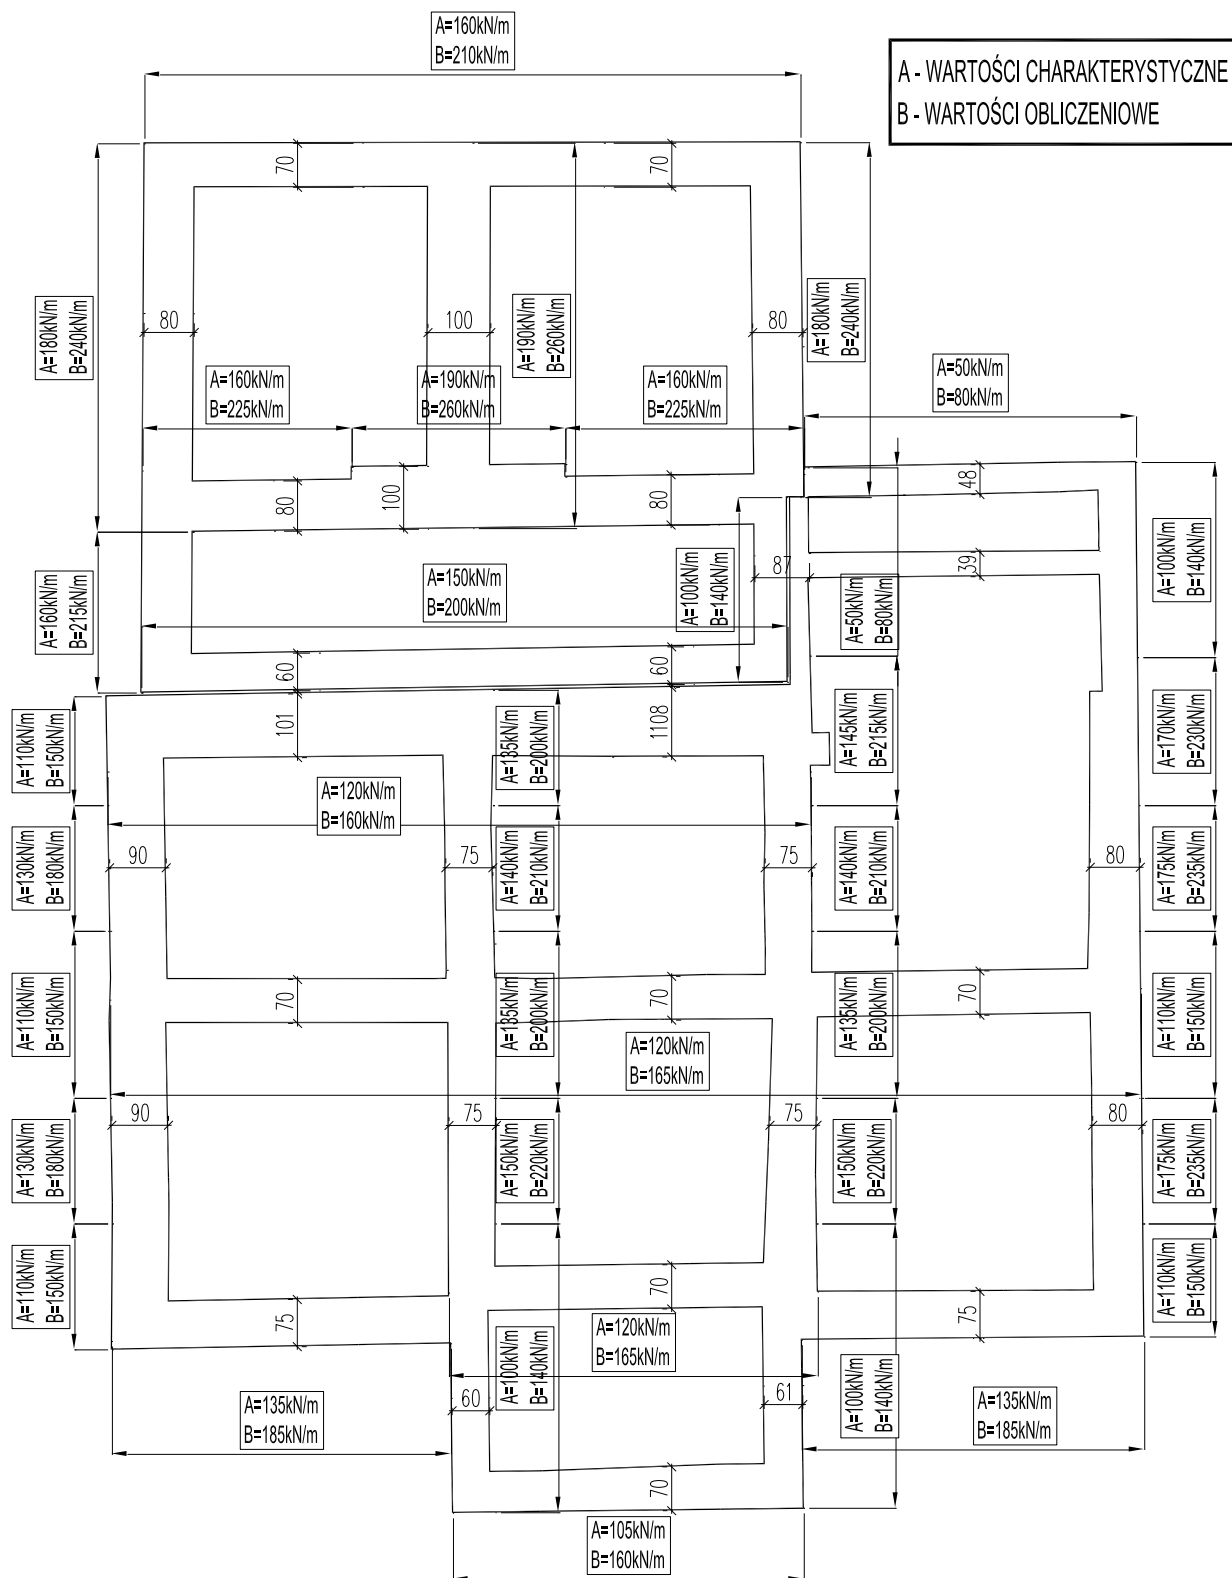 A=160kN/m
B=210kN/m
A - WARTOŚCI CHARAKTERYSTYCZNE
B - WARTOŚCI OBLICZENIOWE
70
70
A=180kN/m
B=240kN/m
80
100
A=190kN/m
B=260kN/m
80
A=180kN/m
B=240kN/m
A=160kN/m
B=225kN/m
A=190kN/m
B=260kN/m
A=160kN/m
B=225kN/m
A=50kN/m
B=80kN/m
80
100
80
48
A=160kN/m
B=215kN/m
A=150kN/m
B=200kN/m
A=100kN/m
B=140kN/m
87
A=50kN/m
B=80kN/m
39
A=100kN/m
B=140kN/m
60
60
101
1108
A=110kN/m
B=150kN/m
A=135kN/m
B=200kN/m
A=145kN/m
B=215kN/m
A=170kN/m
B=230kN/m
A=120kN/m
B=160kN/m
A=130kN/m
B=180kN/m
90
75
A=140kN/m
B=210kN/m
75
A=140kN/m
B=210kN/m
80
A=175kN/m
B=235kN/m
A=110kN/m
B=150kN/m
70
A=135kN/m
B=200kN/m
70
A=135kN/m
B=200kN/m
70
A=110kN/m
B=150kN/m
A=120kN/m
B=165kN/m
A=130kN/m
B=180kN/m
90
75
A=150kN/m
B=220kN/m
75
A=150kN/m
B=220kN/m
80
A=175kN/m
B=235kN/m
A=110kN/m
B=150kN/m
75
70
75
A=110kN/m
B=150kN/m
A=120kN/m
B=165kN/m
A=100kN/m
B=140kN/m
A=135kN/m
B=185kN/m
60
61
A=100kN/m
B=140kN/m
A=135kN/m
B=185kN/m
70
A=105kN/m
B=160kN/m